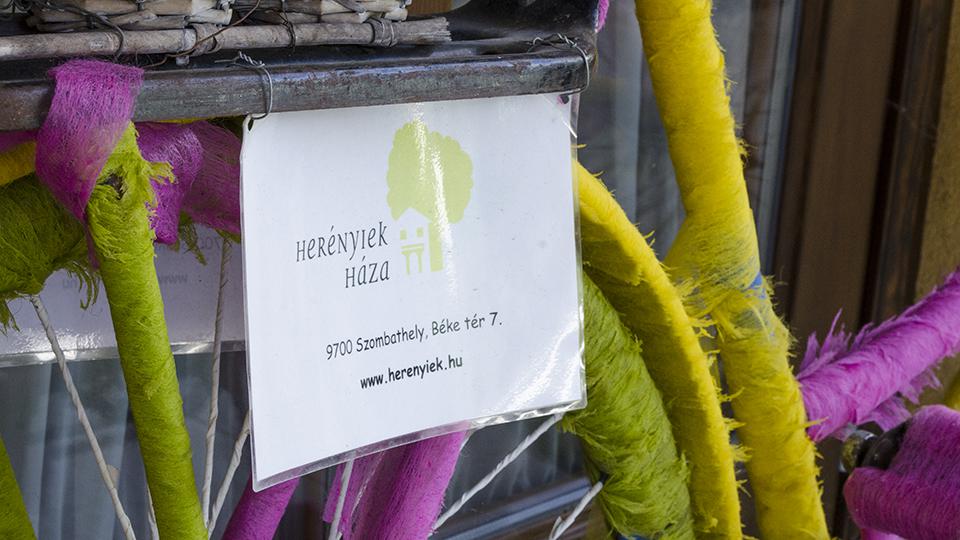 HERÉNYIEK
HÁZA
9700 Szombathely, Béke tér 7.
www.herenyiek.hu